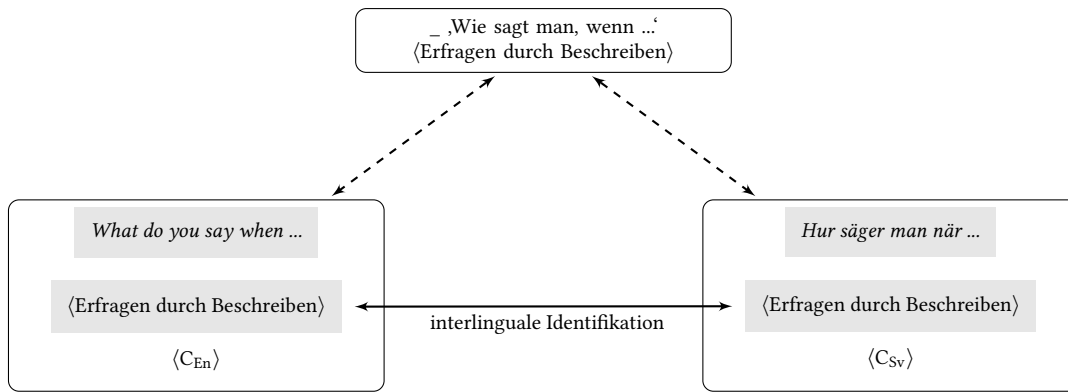 _ ‚Wie sagt man, wenn ...‘
⟨Erfragen durch Beschreiben⟩
What do you say when ...
⟨Erfragen durch Beschreiben⟩
⟨C_En⟩
interlinguale Identifikation
Hur säger man när ...
⟨Erfragen durch Beschreiben⟩
⟨C_Sv⟩